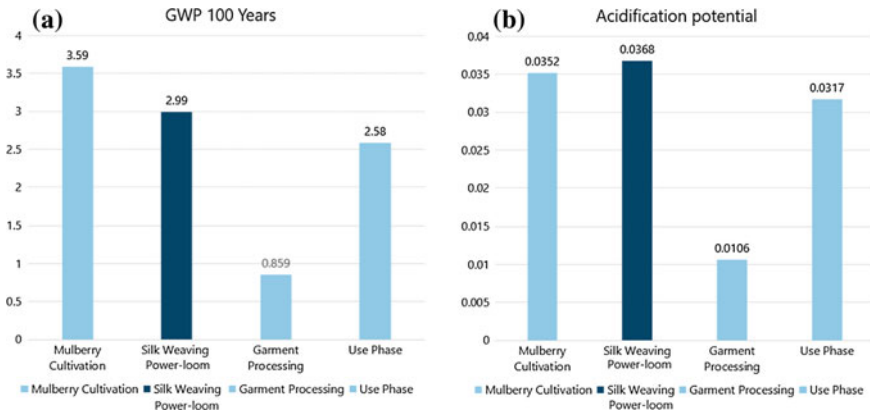 (a)
GWP 100 Years
4
3.5
3
2.5
2
1.5
1
0.5
0
3.59
2.99
0.859
2.58
Mulberry Cultivation
Silk Weaving Power-loom
Garment Processing
Use Phase
Mulberry Cultivation
Silk Weaving Power-loom
Garment Processing
Use Phase
(b)
Acidification potential
0.04
0.035
0.03
0.025
0.02
0.015
0.01
0.005
0
0.0352
0.0368
0.0106
0.0317
Mulberry Cultivation
Silk Weaving Power-loom
Garment Processing
Use Phase
Mulberry Cultivation
Silk Weaving Power-loom
Garment Processing
Use Phase